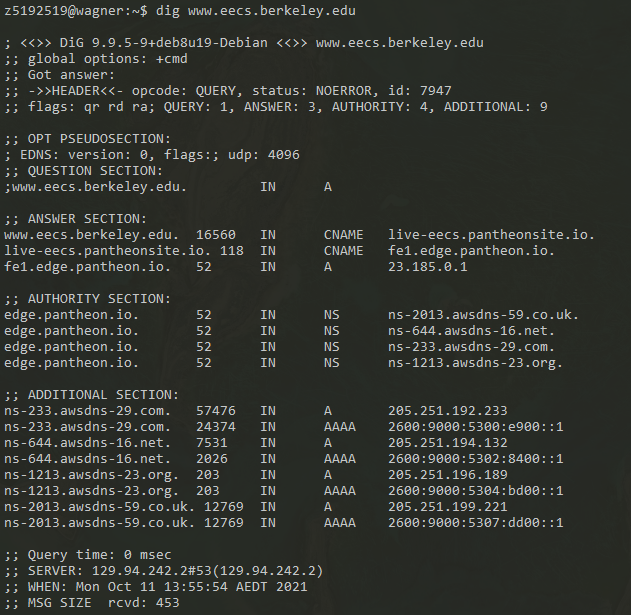 z5192519@wagner:~$ dig www.eecs.berkeley.edu
; <<>> DiG 9.9.5-9+deb8u19-Debian <<>> www.eecs.berkeley.edu
;; global options: +cmd
;; Got answer:
;; ->>HEADER<<- opcode: QUERY, status: NOERROR, id: 7947
;; flags: qr rd ra; QUERY: 1, ANSWER: 3, AUTHORITY: 4, ADDITIONAL: 9
;; OPT PSEUDOSECTION:
; EDNS: version: 0, flags:; udp: 4096
;; QUESTION SECTION:
;www.eecs.berkeley.edu. IN A
;; ANSWER SECTION:
www.eecs.berkeley.edu. 16560 IN CNAME live-eecs.pantheonsite.io.
live-eecs.pantheonsite.io. 118 IN CNAME fe1.edge.pantheon.io.
fe1.edge.pantheon.io. 52 IN A 23.185.0.1
;; AUTHORITY SECTION:
edge.pantheon.io. 52 IN NS ns-2013.awsdns-59.co.uk.
edge.pantheon.io. 52 IN NS ns-644.awsdns-16.net.
edge.pantheon.io. 52 IN NS ns-233.awsdns-29.com.
edge.pantheon.io. 52 IN NS ns-1213.awsdns-23.org.
;; ADDITIONAL SECTION:
ns-233.awsdns-29.com. 57476 IN A 205.251.192.233
ns-233.awsdns-29.com. 24374 IN AAAA 2600:9000:5300:e900::1
ns-644.awsdns-16.net. 7531 IN A 205.251.194.132
ns-644.awsdns-16.net. 2026 IN AAAA 2600:9000:5302:8400::1
ns-1213.awsdns-23.org. 203 IN A 205.251.196.189
ns-1213.awsdns-23.org. 203 IN AAAA 2600:9000:5304:bd00::1
ns-2013.awsdns-59.co.uk. 12769 IN A 205.251.199.221
ns-2013.awsdns-59.co.uk. 12769 IN AAAA 2600:9000:5307:dd00::1
;; Query time: 0 msec
;; SERVER: 129.94.242.2#53(129.94.242.2)
;; WHEN: Mon Oct 11 13:55:54 AEDT 2021
;; MSG SIZE rcvd: 453